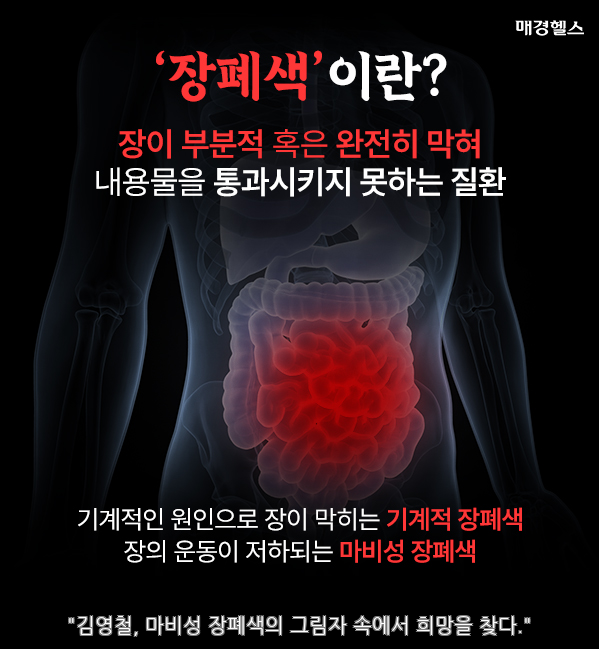 매경헬스
‘장폐색’이란?
장이 부분적 혹은 완전히 막혀
내용물을 통과시키지 못하는 질환
기계적인 원인으로 장이 막히는 기계적 장폐색
장의 운동이 저하되는 마비성 장폐색
"김영철, 마비성 장폐색의 그림자 속에서 희망을 찾다."